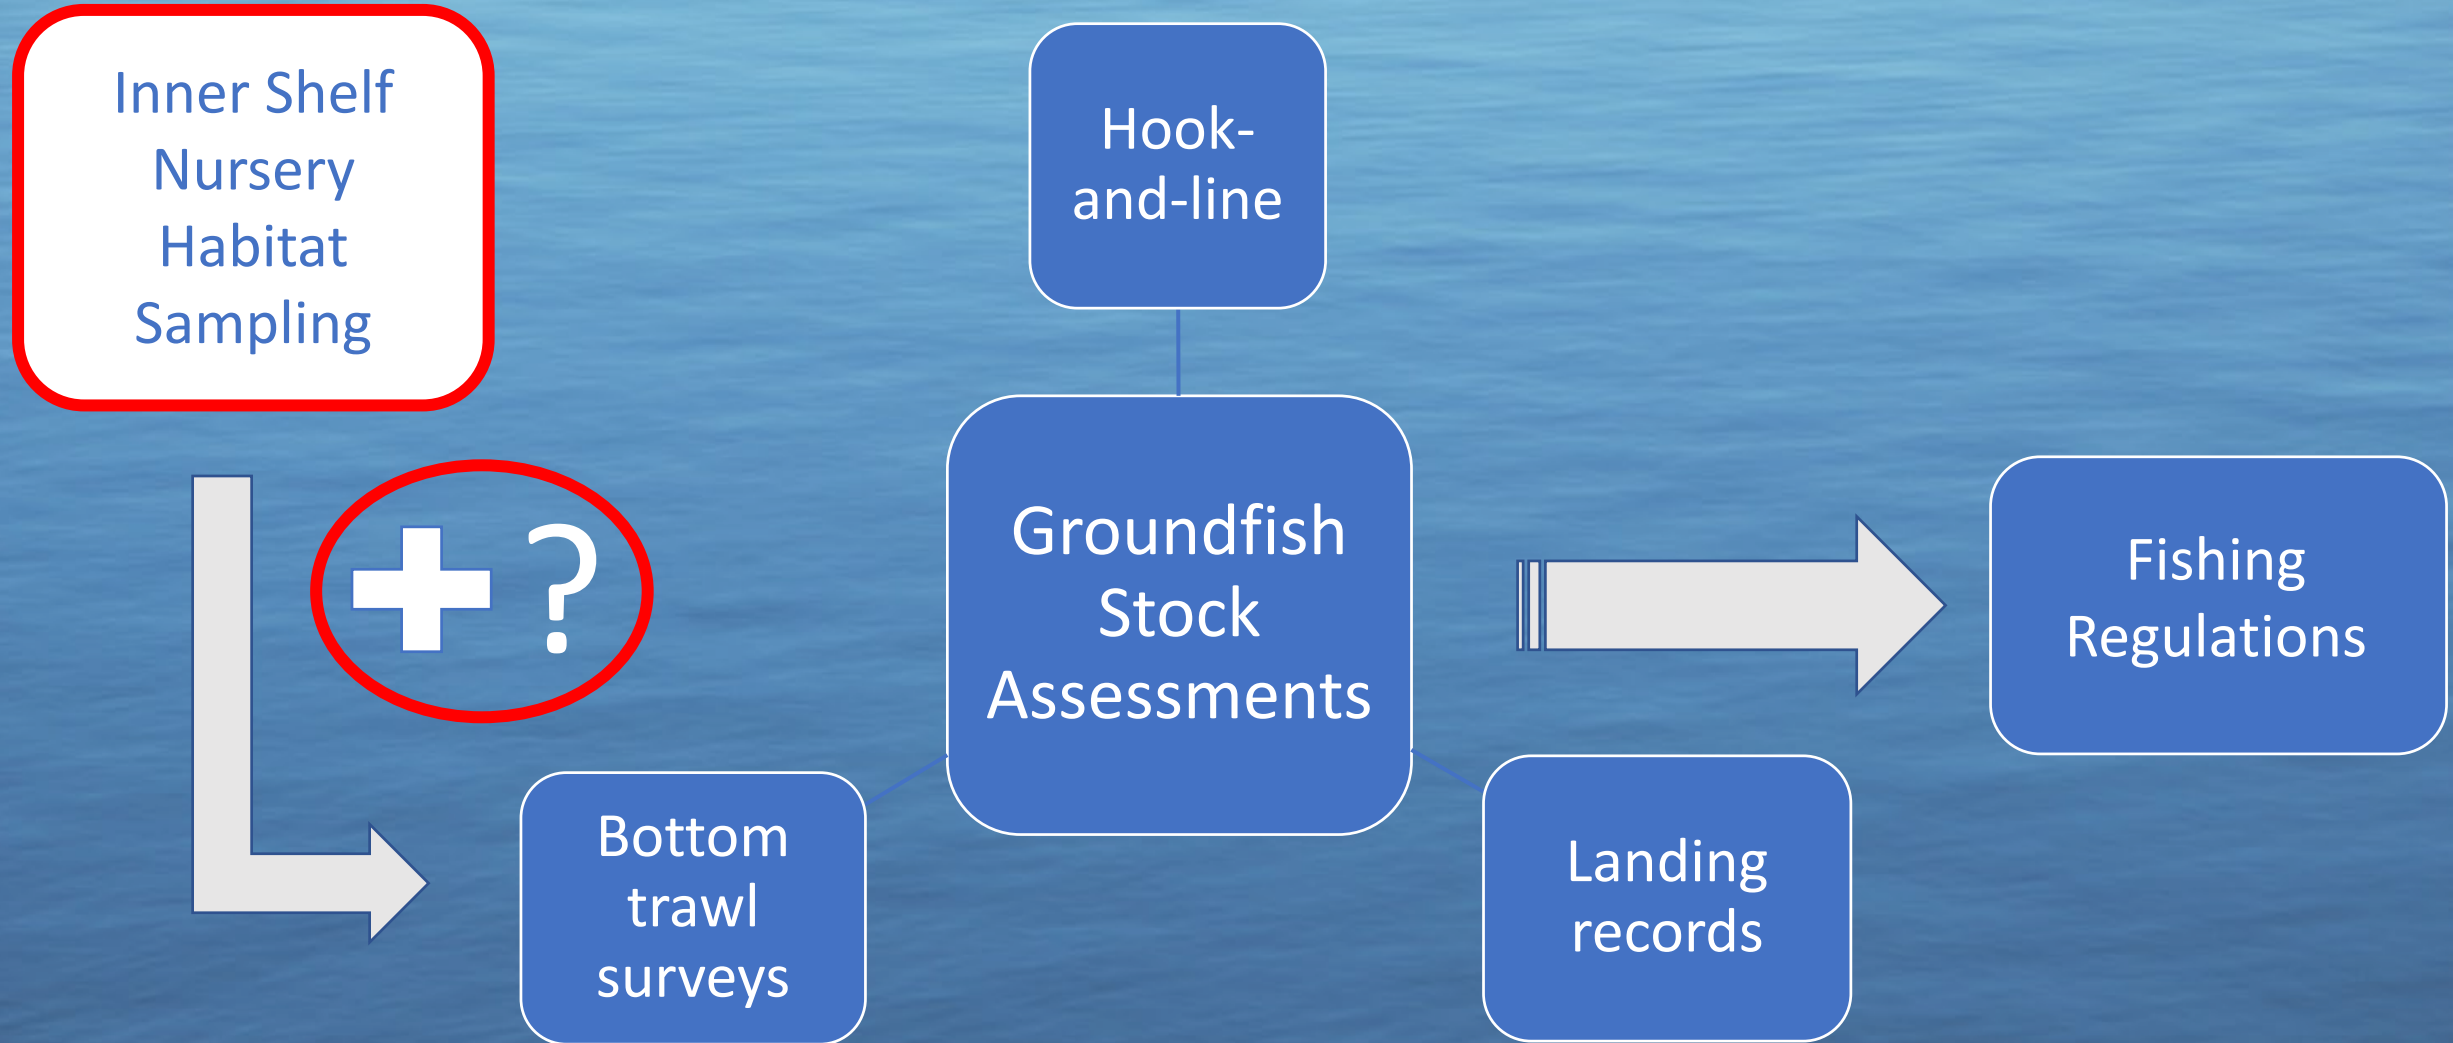 Inner Shelf
Nursery
Habitat
Sampling
Hook-
and-line
+ ?
Groundfish
Stock
Assessments
Fishing
Regulations
Bottom
trawl
surveys
Landing
records